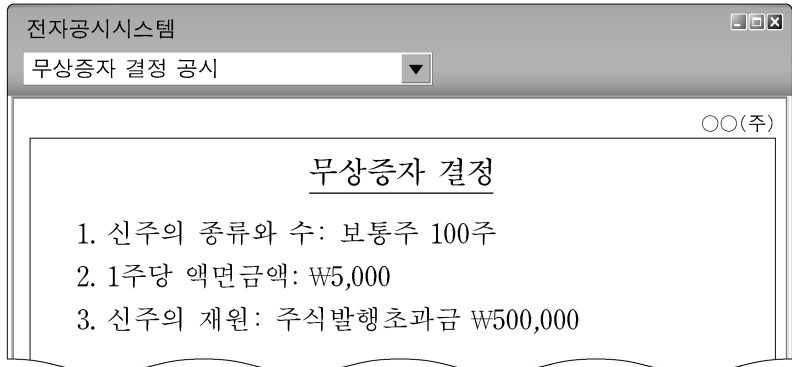 전자공시시스템
무상증자 결정 공시
○○(주)
무상증자 결정
1. 신주의 종류와 수: 보통주 100주
2. 1주당 액면금액: ₩5,000
3. 신주의 재원: 주식발행초과금 ₩500,000